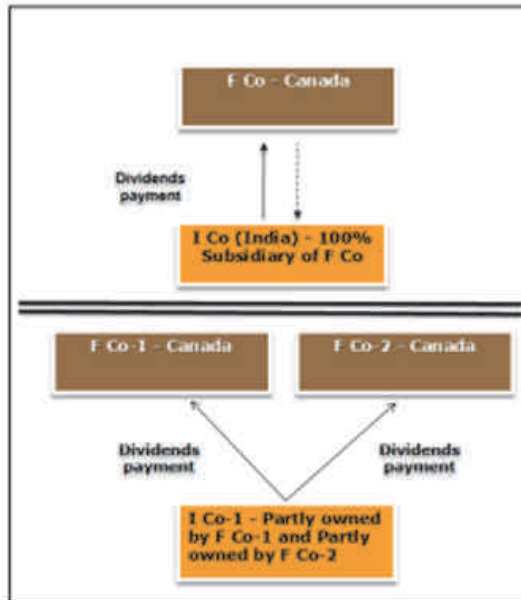 F Co - Canada
Dividends
payment
I Co (India) - 100%
Subsidiary of F Co
F Co-1 - Canada
F Co-2 - Canada
Dividends
payment
Dividends
payment
I Co-1 - Partly owned
by F Co-1 and Partly
owned by F Co-2